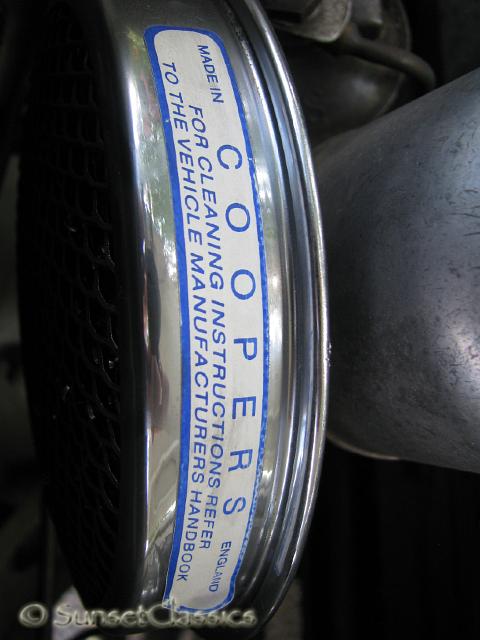 MADE IN COOPERS ENGLAND
FOR CLEANING INSTRUCTIONS REFER
TO THE VEHICLE MANUFACTURERS HANDBOOK
© SunsetClassics